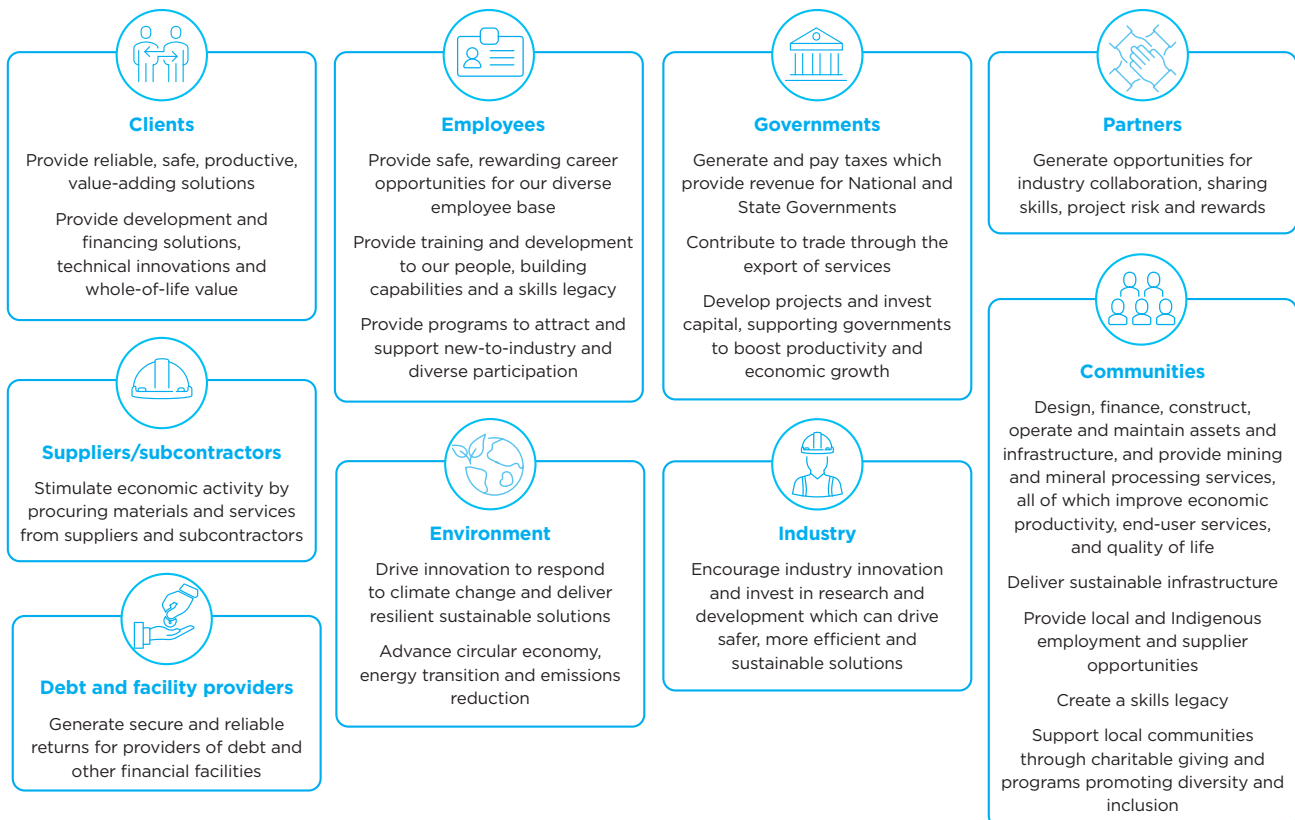 Clients
Provide reliable, safe, productive,
value-adding solutions
Provide development and
financing solutions,
technical innovations and
whole-of-life value
Suppliers/subcontractors
Stimulate economic activity by
procuring materials and services
from suppliers and subcontractors
Debt and facility providers
Generate secure and reliable
returns for providers of debt and
other financial facilities
Employees
Provide safe, rewarding career
opportunities for our diverse
employee base
Provide training and development
to our people, building
capabilities and a skills legacy
Provide programs to attract and
support new-to-industry and
diverse participation
Environment
Drive innovation to respond
to climate change and deliver
resilient sustainable solutions
Advance circular economy,
energy transition and emissions
reduction
Governments
Generate and pay taxes which
provide revenue for National and
State Governments
Contribute to trade through the
export of services
Develop projects and invest
capital, supporting governments
to boost productivity and
economic growth
Industry
Encourage industry innovation
and invest in research and
development which can drive
safer, more efficient and
sustainable solutions
Partners
Generate opportunities for
industry collaboration, sharing
skills, project risk and rewards
Communities
Design, finance, construct,
operate and maintain assets and
infrastructure, and provide mining
and mineral processing services,
all of which improve economic
productivity, end-user services,
and quality of life
Deliver sustainable infrastructure
Provide local and Indigenous
employment and supplier
opportunities
Create a skills legacy
Support local communities
through charitable giving and
programs promoting diversity and
inclusion